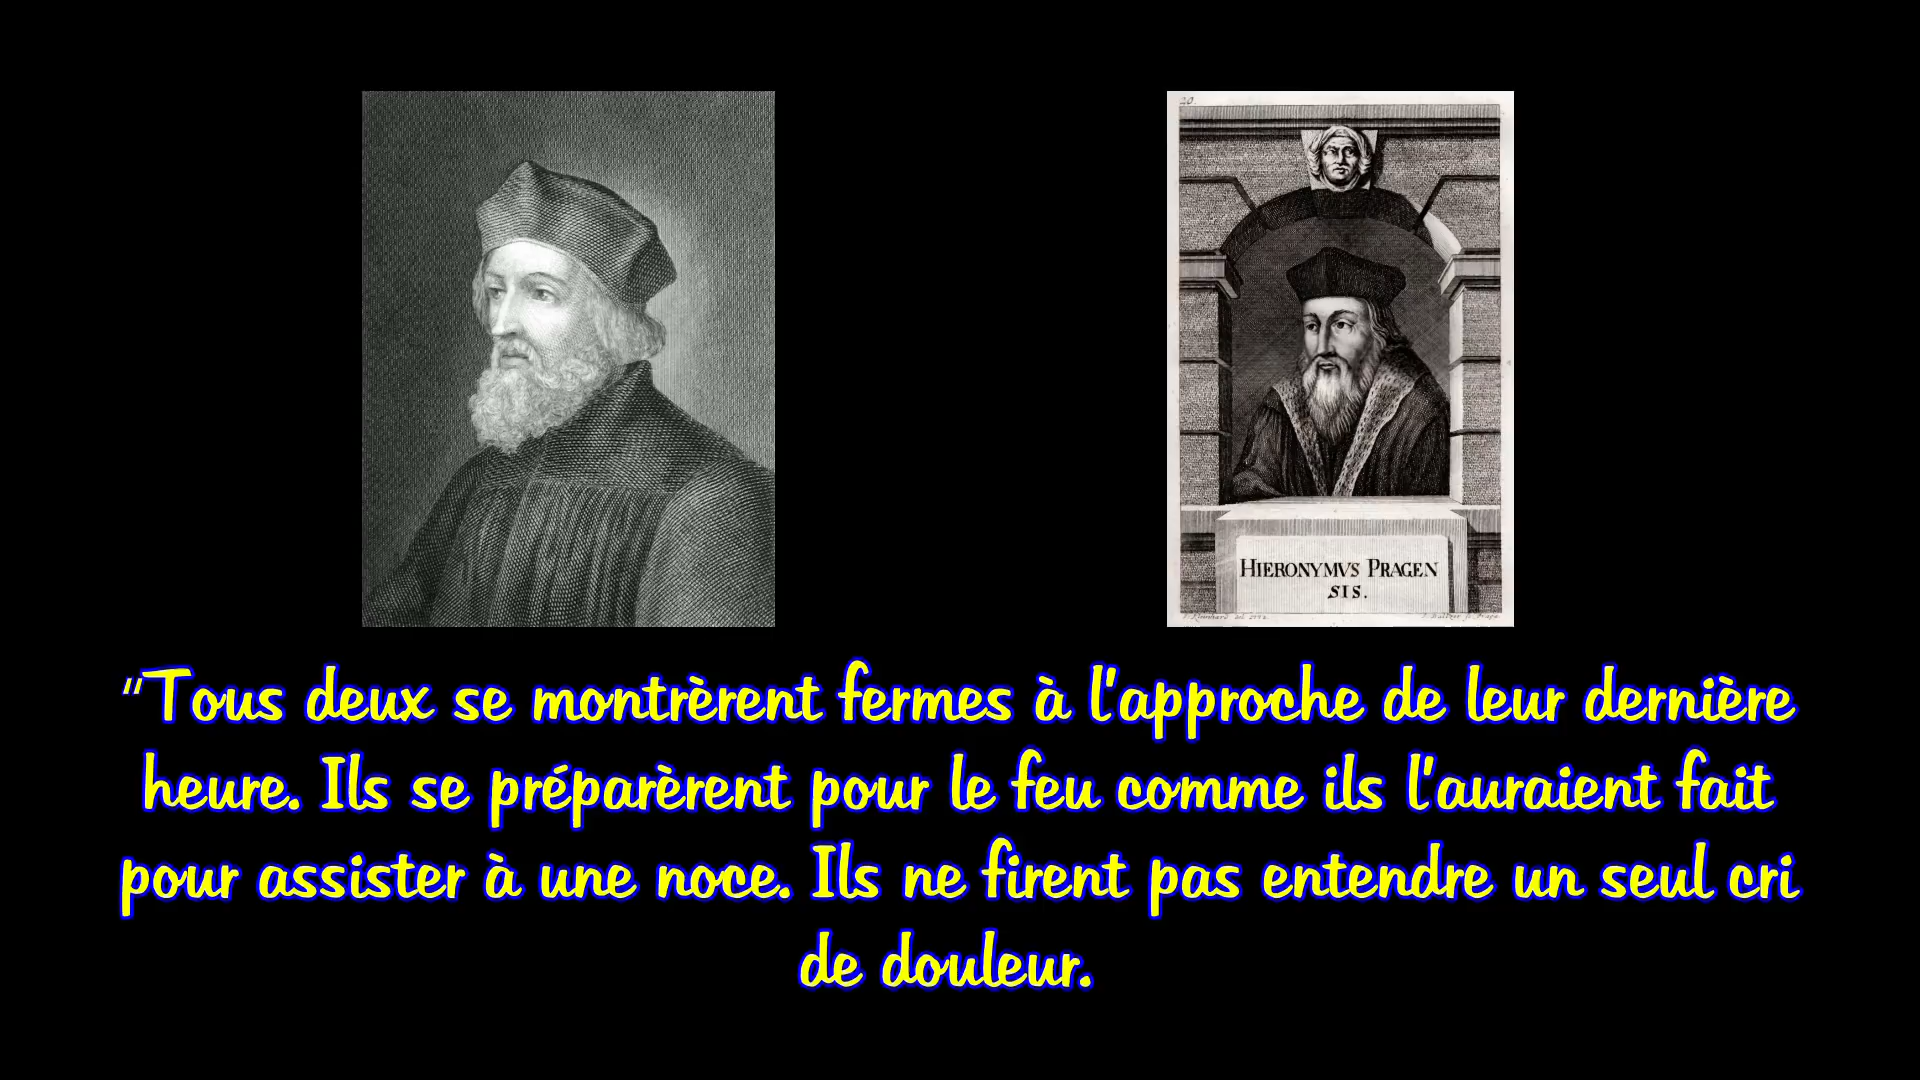 20.
HIERONYMVS PRAGEN
SIS.
“Tous deux se montrèrent fermes à l'approche de leur dernière
heure. Ils se préparèrent pour le feu comme ils l'auraient fait
pour assister à une noce. Ils ne firent pas entendre un seul cri
de douleur.